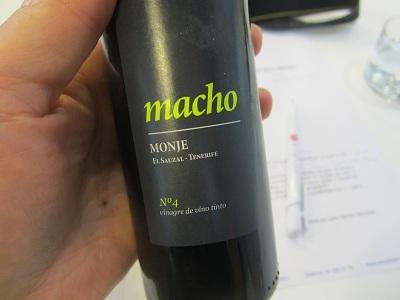 macho
MONJE
EL SAUZAL - TENERIFE
Nº4
vinagre de vino tinto